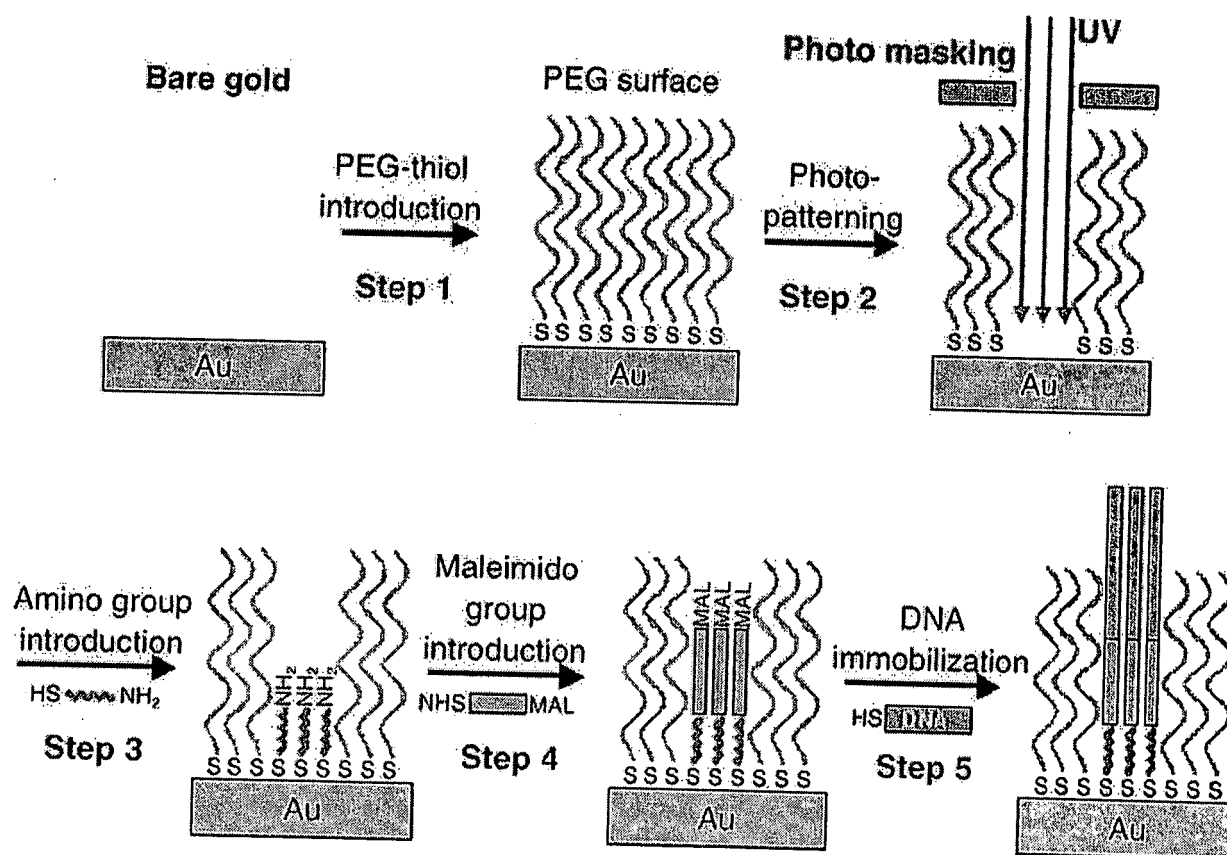 Bare gold
Au
PEG-thiol
introduction
Step 1
PEG surface
S S S S S S S S S
Au
Photo-
patterning
Step 2
Photo masking
UV
S S S S S S
Au
Amino group
introduction
HS NH₂
Step 3
NH₂ NH₂ NH₂
S S S S S S S S S
Au
Maleimido
group
introduction
NHS MAL
Step 4
MAL MAL MAL
S S S S S S S S S
Au
DNA
immobilization
HS DNA
Step 5
S S S S S S S S S
Au